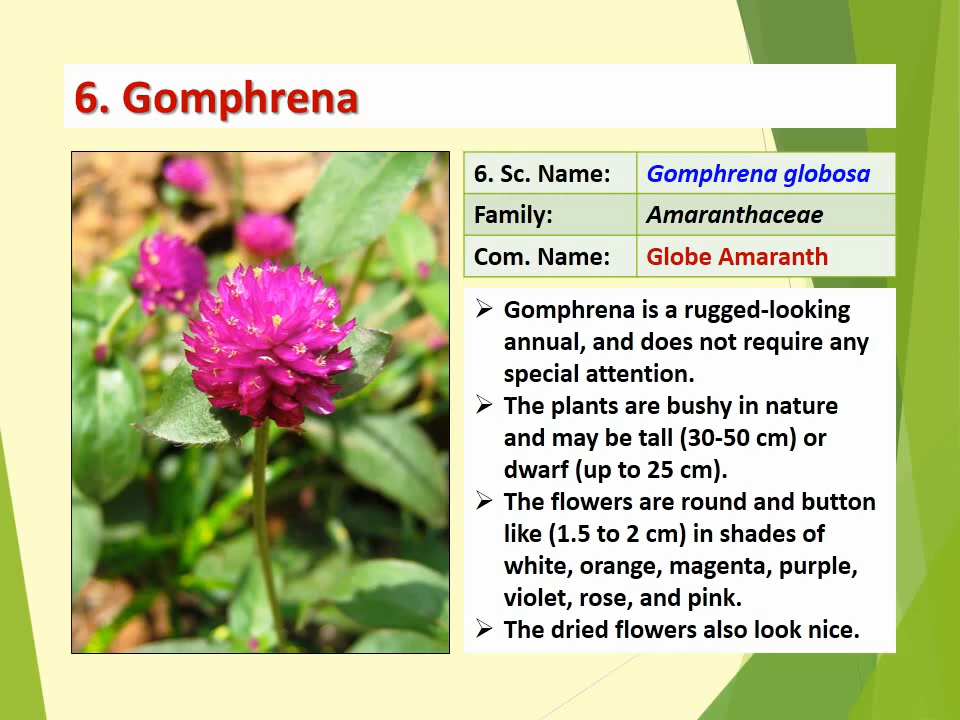 6. Gomphrena
6. Sc. Name: Gomphrena globosa
Family: Amaranthaceae
Com. Name: Globe Amaranth
➢ Gomphrena is a rugged-looking
annual, and does not require any
special attention.
➢ The plants are bushy in nature
and may be tall (30-50 cm) or
dwarf (up to 25 cm).
➢ The flowers are round and button
like (1.5 to 2 cm) in shades of
white, orange, magenta, purple,
violet, rose, and pink.
➢ The dried flowers also look nice.